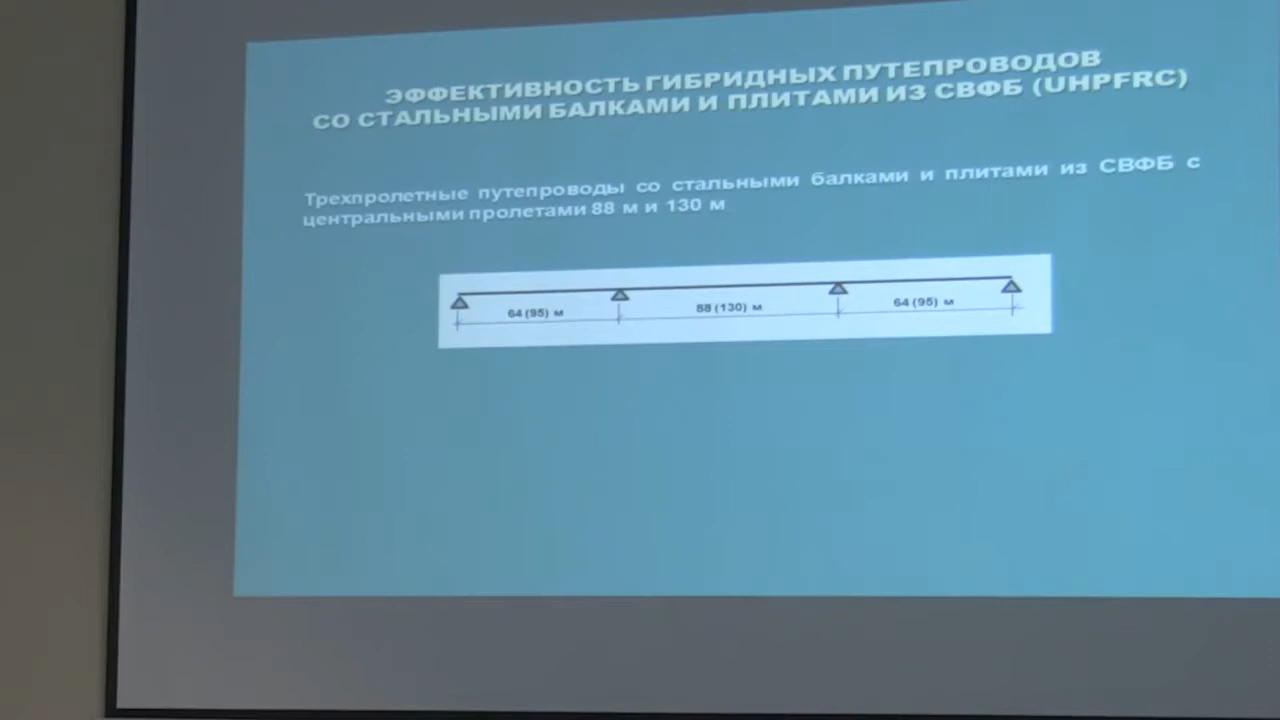 ЭФФЕКТИВНОСТЬ ГИБРИДНЫХ ПУТЕПРОВОДОВ
СО СТАЛЬНЫМИ БАЛКАМИ И ПЛИТАМИ ИЗ СВФБ (UHPFRC)
Трехпролетные путепроводы со стальными балками и плитами из СВФБ с
центральными пролетами 88 м и 130 м
64 (95) м 88 (130) м 64 (95) м